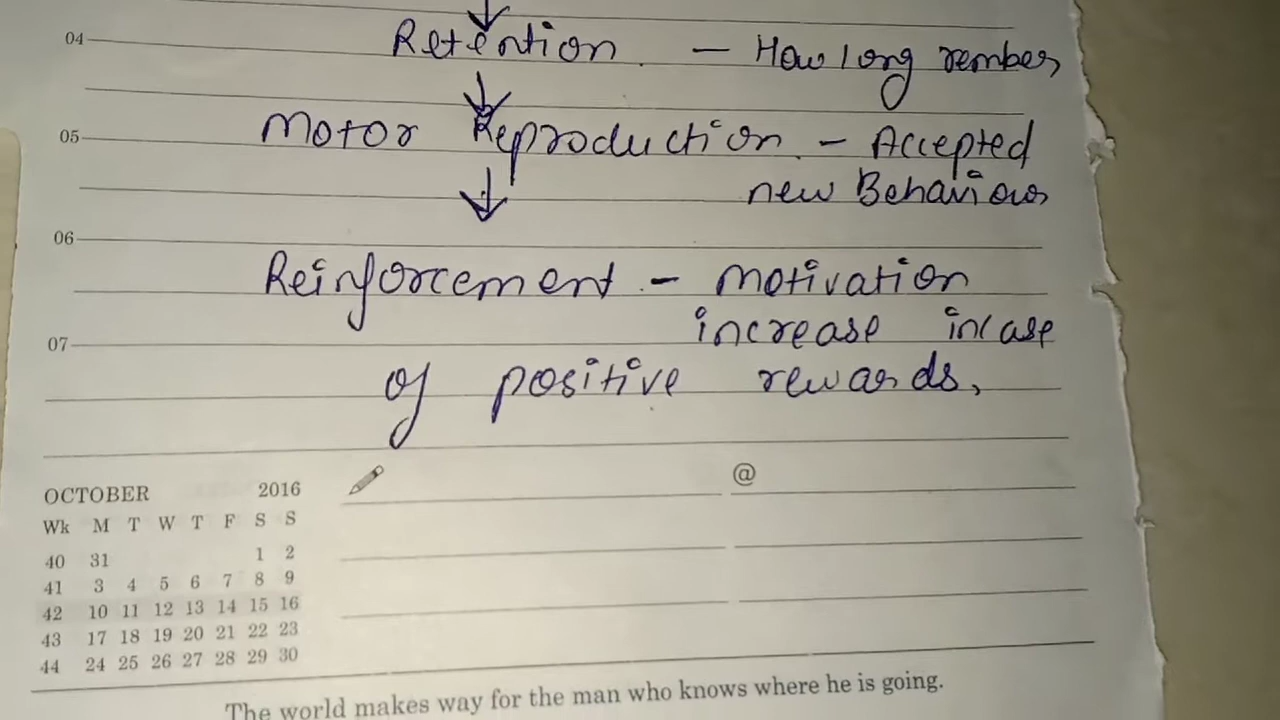 04 Retention - How long rember
05 Motor Reproduction - Accepted
new Behaviour
06
Reinforcement - motivation
07 increase incase
of positive rewards,
OCTOBER 2016
@
Wk M T W T F S S
40 31 1 2
41 3 4 5 6 7 8 9
42 10 11 12 13 14 15 16
43 17 18 19 20 21 22 23
44 24 25 26 27 28 29 30
The world makes way for the man who knows where he is going.